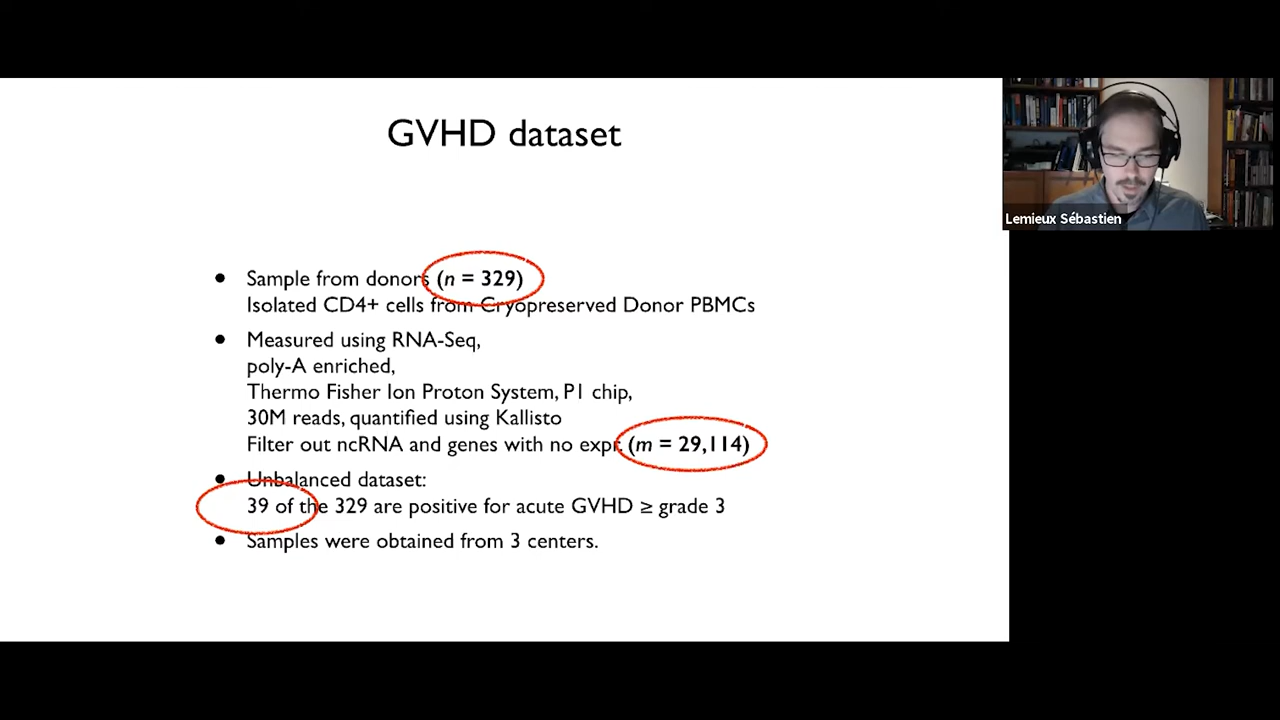 GVHD dataset
Lemieux Sébastien
● Sample from donors (n = 329)
Isolated CD4+ cells from Cryopreserved Donor PBMCs
● Measured using RNA-Seq,
poly-A enriched,
Thermo Fisher Ion Proton System, P1 chip,
30M reads, quantified using Kallisto
Filter out ncRNA and genes with no expr. (m = 29,114)
● Unbalanced dataset:
39 of the 329 are positive for acute GVHD ≥ grade 3
● Samples were obtained from 3 centers.